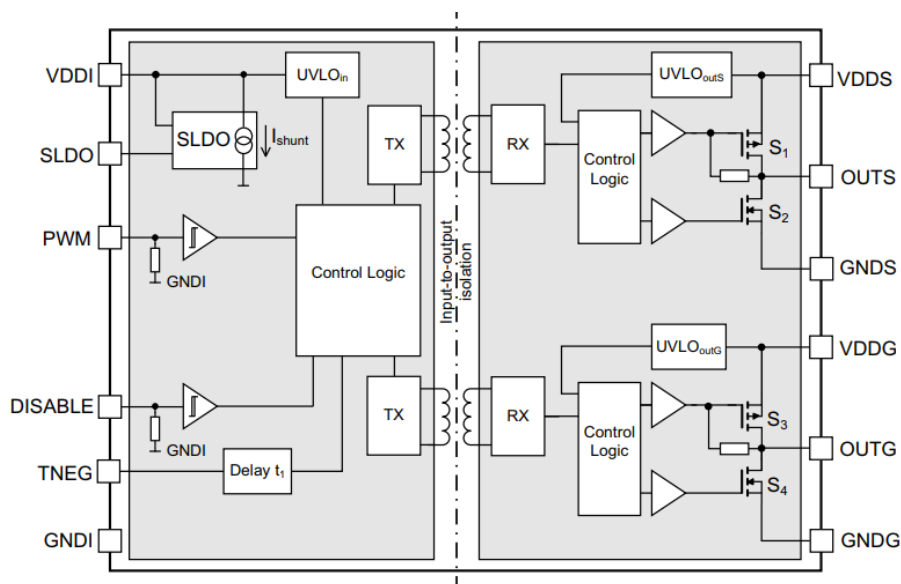 VDDI
SLDO
PWM
DISABLE
TNEG
GNDI
UVLOin
SLDO
Ishunt
TX
GNDI
Control Logic
GNDI
Delay t1
TX
Input-to-output
isolation
RX
UVLOoutS
Control
Logic
S1
S2
VDDS
OUTS
GNDS
RX
UVLOoutG
Control
Logic
S3
S4
VDDG
OUTG
GNDG